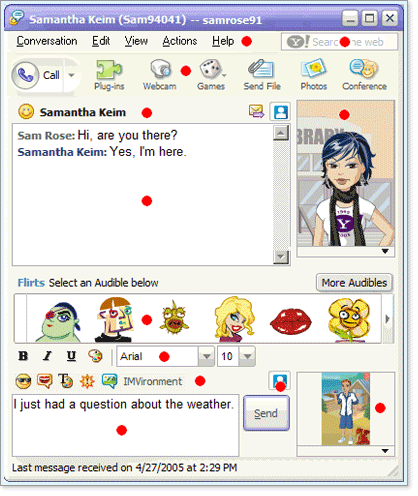 Samantha Keim (Sam94041) -- samrose91
Conversation Edit View Actions Help Y! Search the web
Call Plug-ins Webcam Games Send File Photos Conference
Samantha Keim
Sam Rose: Hi, are you there?
Samantha Keim: Yes, I'm here.
BRARY
Y
Flirts Select an Audible below More Audibles
B I U Arial 10
IMVironment
I just had a question about the weather.
Send
Last message received on 4/27/2005 at 2:29 PM